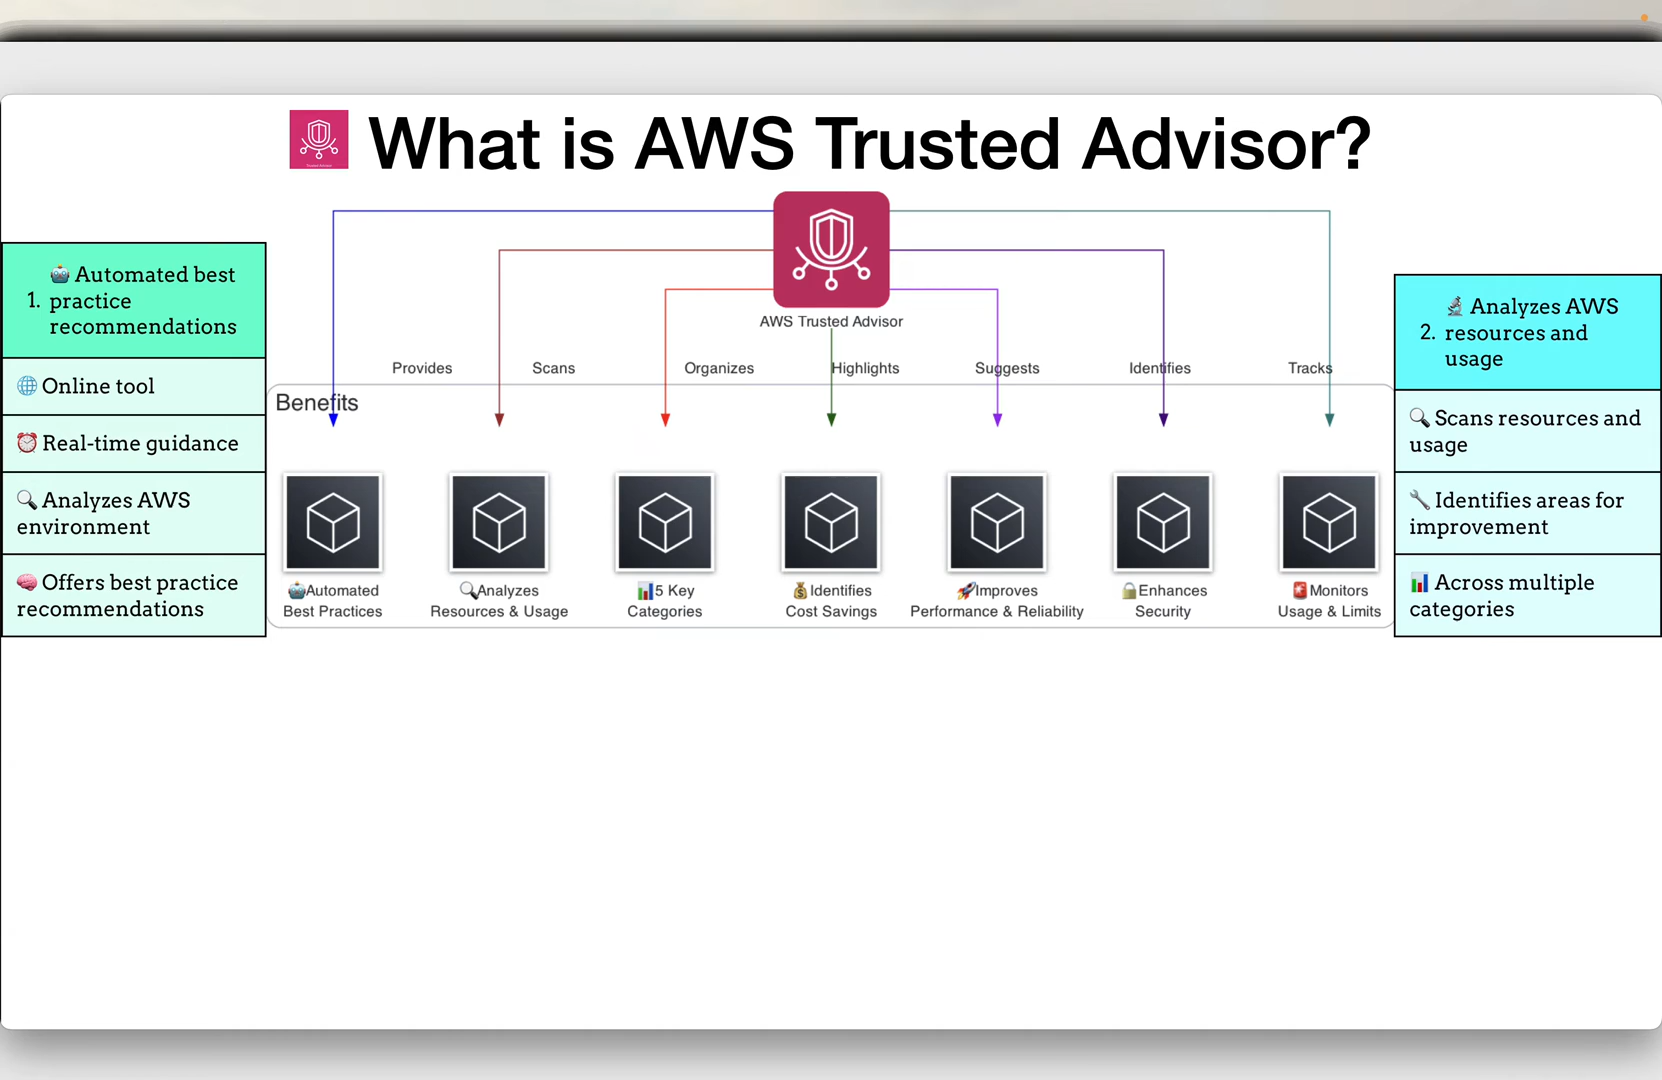 What is AWS Trusted Advisor?
AWS Trusted Advisor
1. 🤖 Automated best
practice
recommendations
🌐 Online tool
⏰ Real-time guidance
🔍 Analyzes AWS
environment
🧠 Offers best practice
recommendations
Provides
Scans
Organizes
Highlights
Suggests
Identifies
Tracks
Benefits
🤖Automated
Best Practices
🔍Analyzes
Resources & Usage
📊5 Key
Categories
💰Identifies
Cost Savings
🚀Improves
Performance & Reliability
🔒Enhances
Security
🚨Monitors
Usage & Limits
2. 🔬 Analyzes AWS
resources and
usage
🔍 Scans resources and
usage
🔧 Identifies areas for
improvement
📊 Across multiple
categories